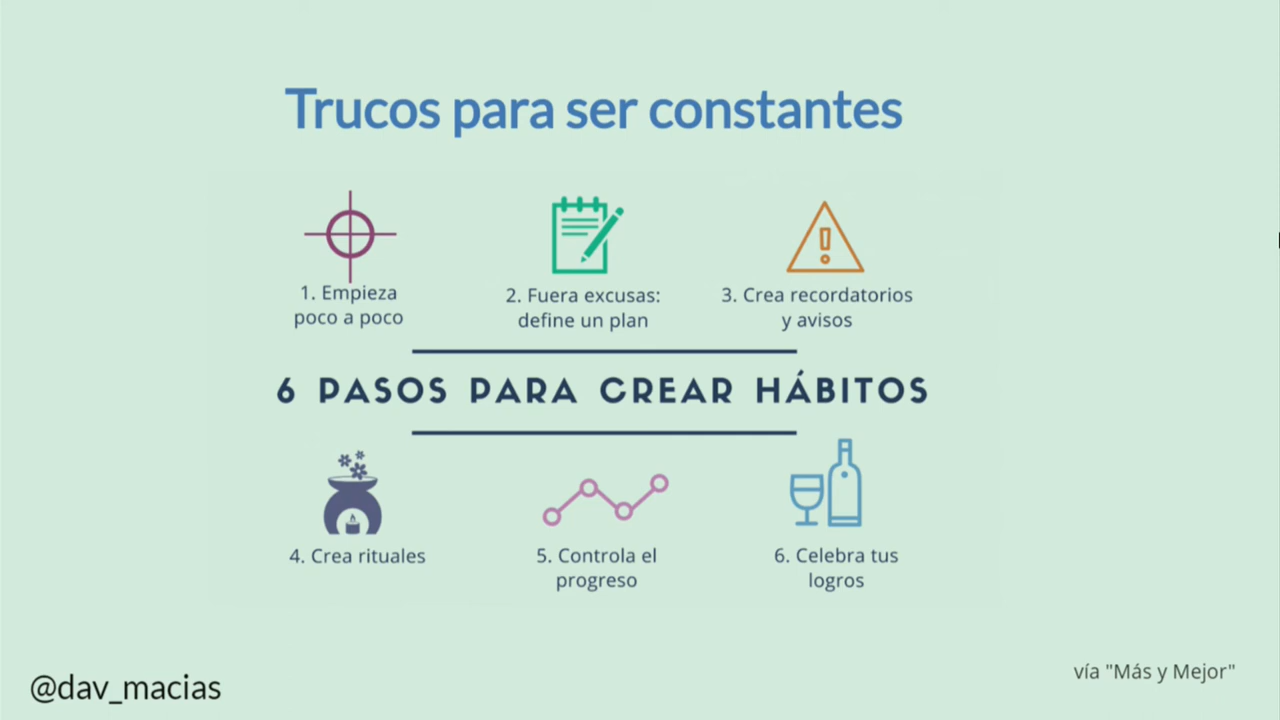 Trucos para ser constantes
1. Empieza
poco a poco
2. Fuera excusas:
define un plan
3. Crea recordatorios
y avisos
6 PASOS PARA CREAR HÁBITOS
4. Crea rituales
5. Controla el
progreso
6. Celebra tus
logros
@dav_macias
vía "Más y Mejor"